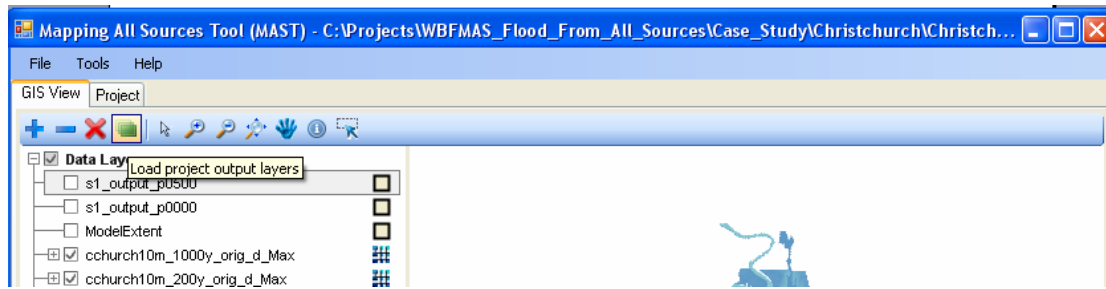 Mapping All Sources Tool (MAST) - C:\Projects\WBFMAS_Flood_From_All_Sources\Case_Study\Christchurch\Christch...
File Tools Help
GIS View Project
Data Lay
Load project output layers
s1_output_p0500
s1_output_p0000
ModelExtent
cchurch10m_1000y_orig_d_Max
cchurch10m_200y_orig_d_Max